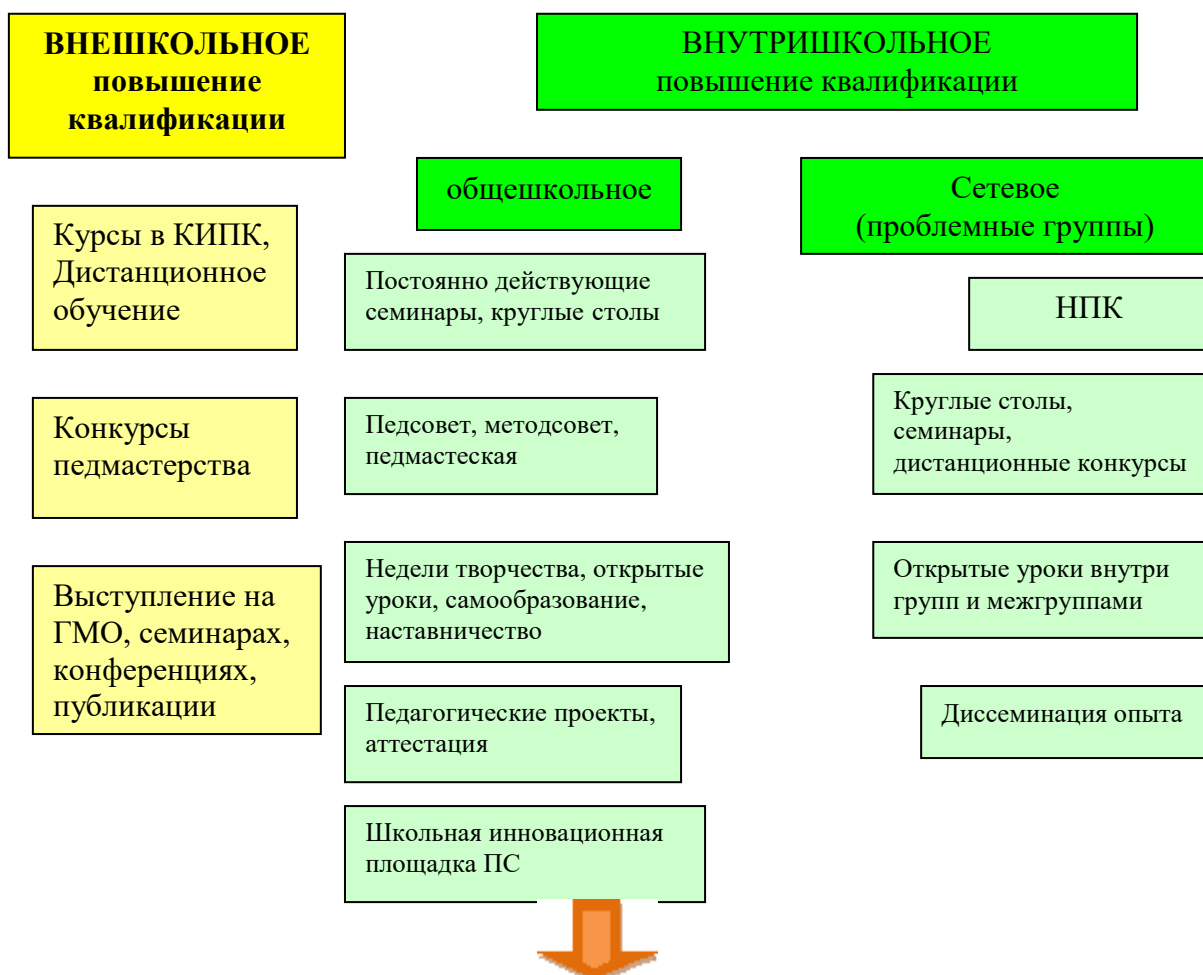 ВНЕШКОЛЬНОЕ
повышение
квалификации
ВНУТРИШКОЛЬНОЕ
повышение квалификации
общешкольное
Сетевое
(проблемные группы)
Курсы в КИПК,
Дистанционное
обучение
Конкурсы
педмастерства
Выступление на
ГМО, семинарах,
конференциях,
публикации
Постоянно действующие
семинары, круглые столы
Педсовет, методсовет,
педмастеская
Недели творчества, открытые
уроки, самообразование,
наставничество
Педагогические проекты,
аттестация
Школьная инновационная
площадка ПС
НПК
Круглые столы,
семинары,
дистанционные конкурсы
Открытые уроки внутри
групп и межгруппами
Диссеминация опыта